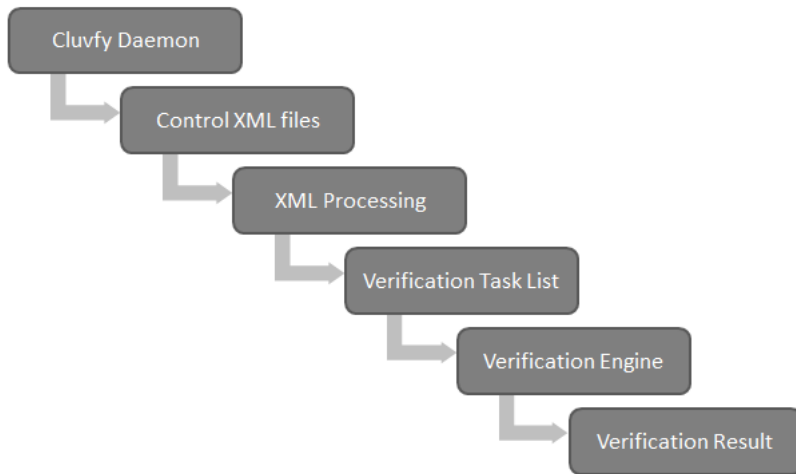 Cluvfy Daemon
Control XML files
XML Processing
Verification Task List
Verification Engine
Verification Result